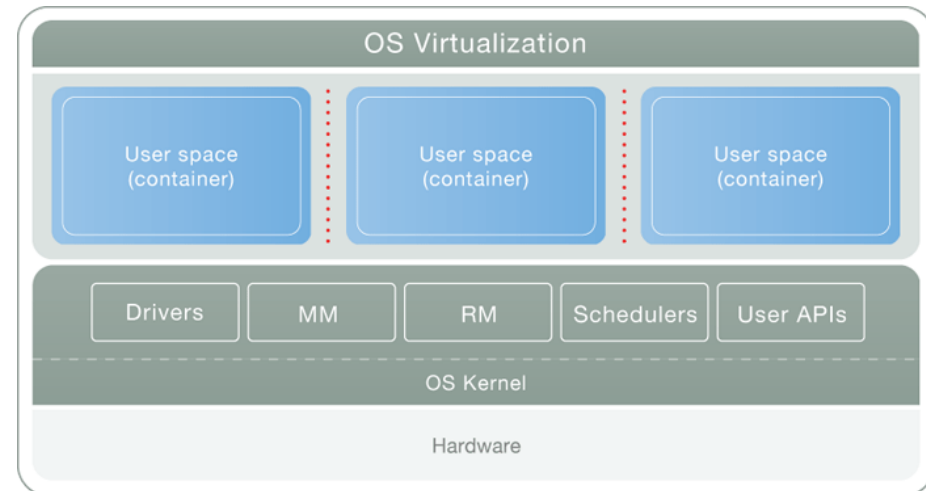 OS Virtualization
User space
(container)
User space
(container)
User space
(container)
Drivers
MM
RM
Schedulers
User APIs
OS Kernel
Hardware